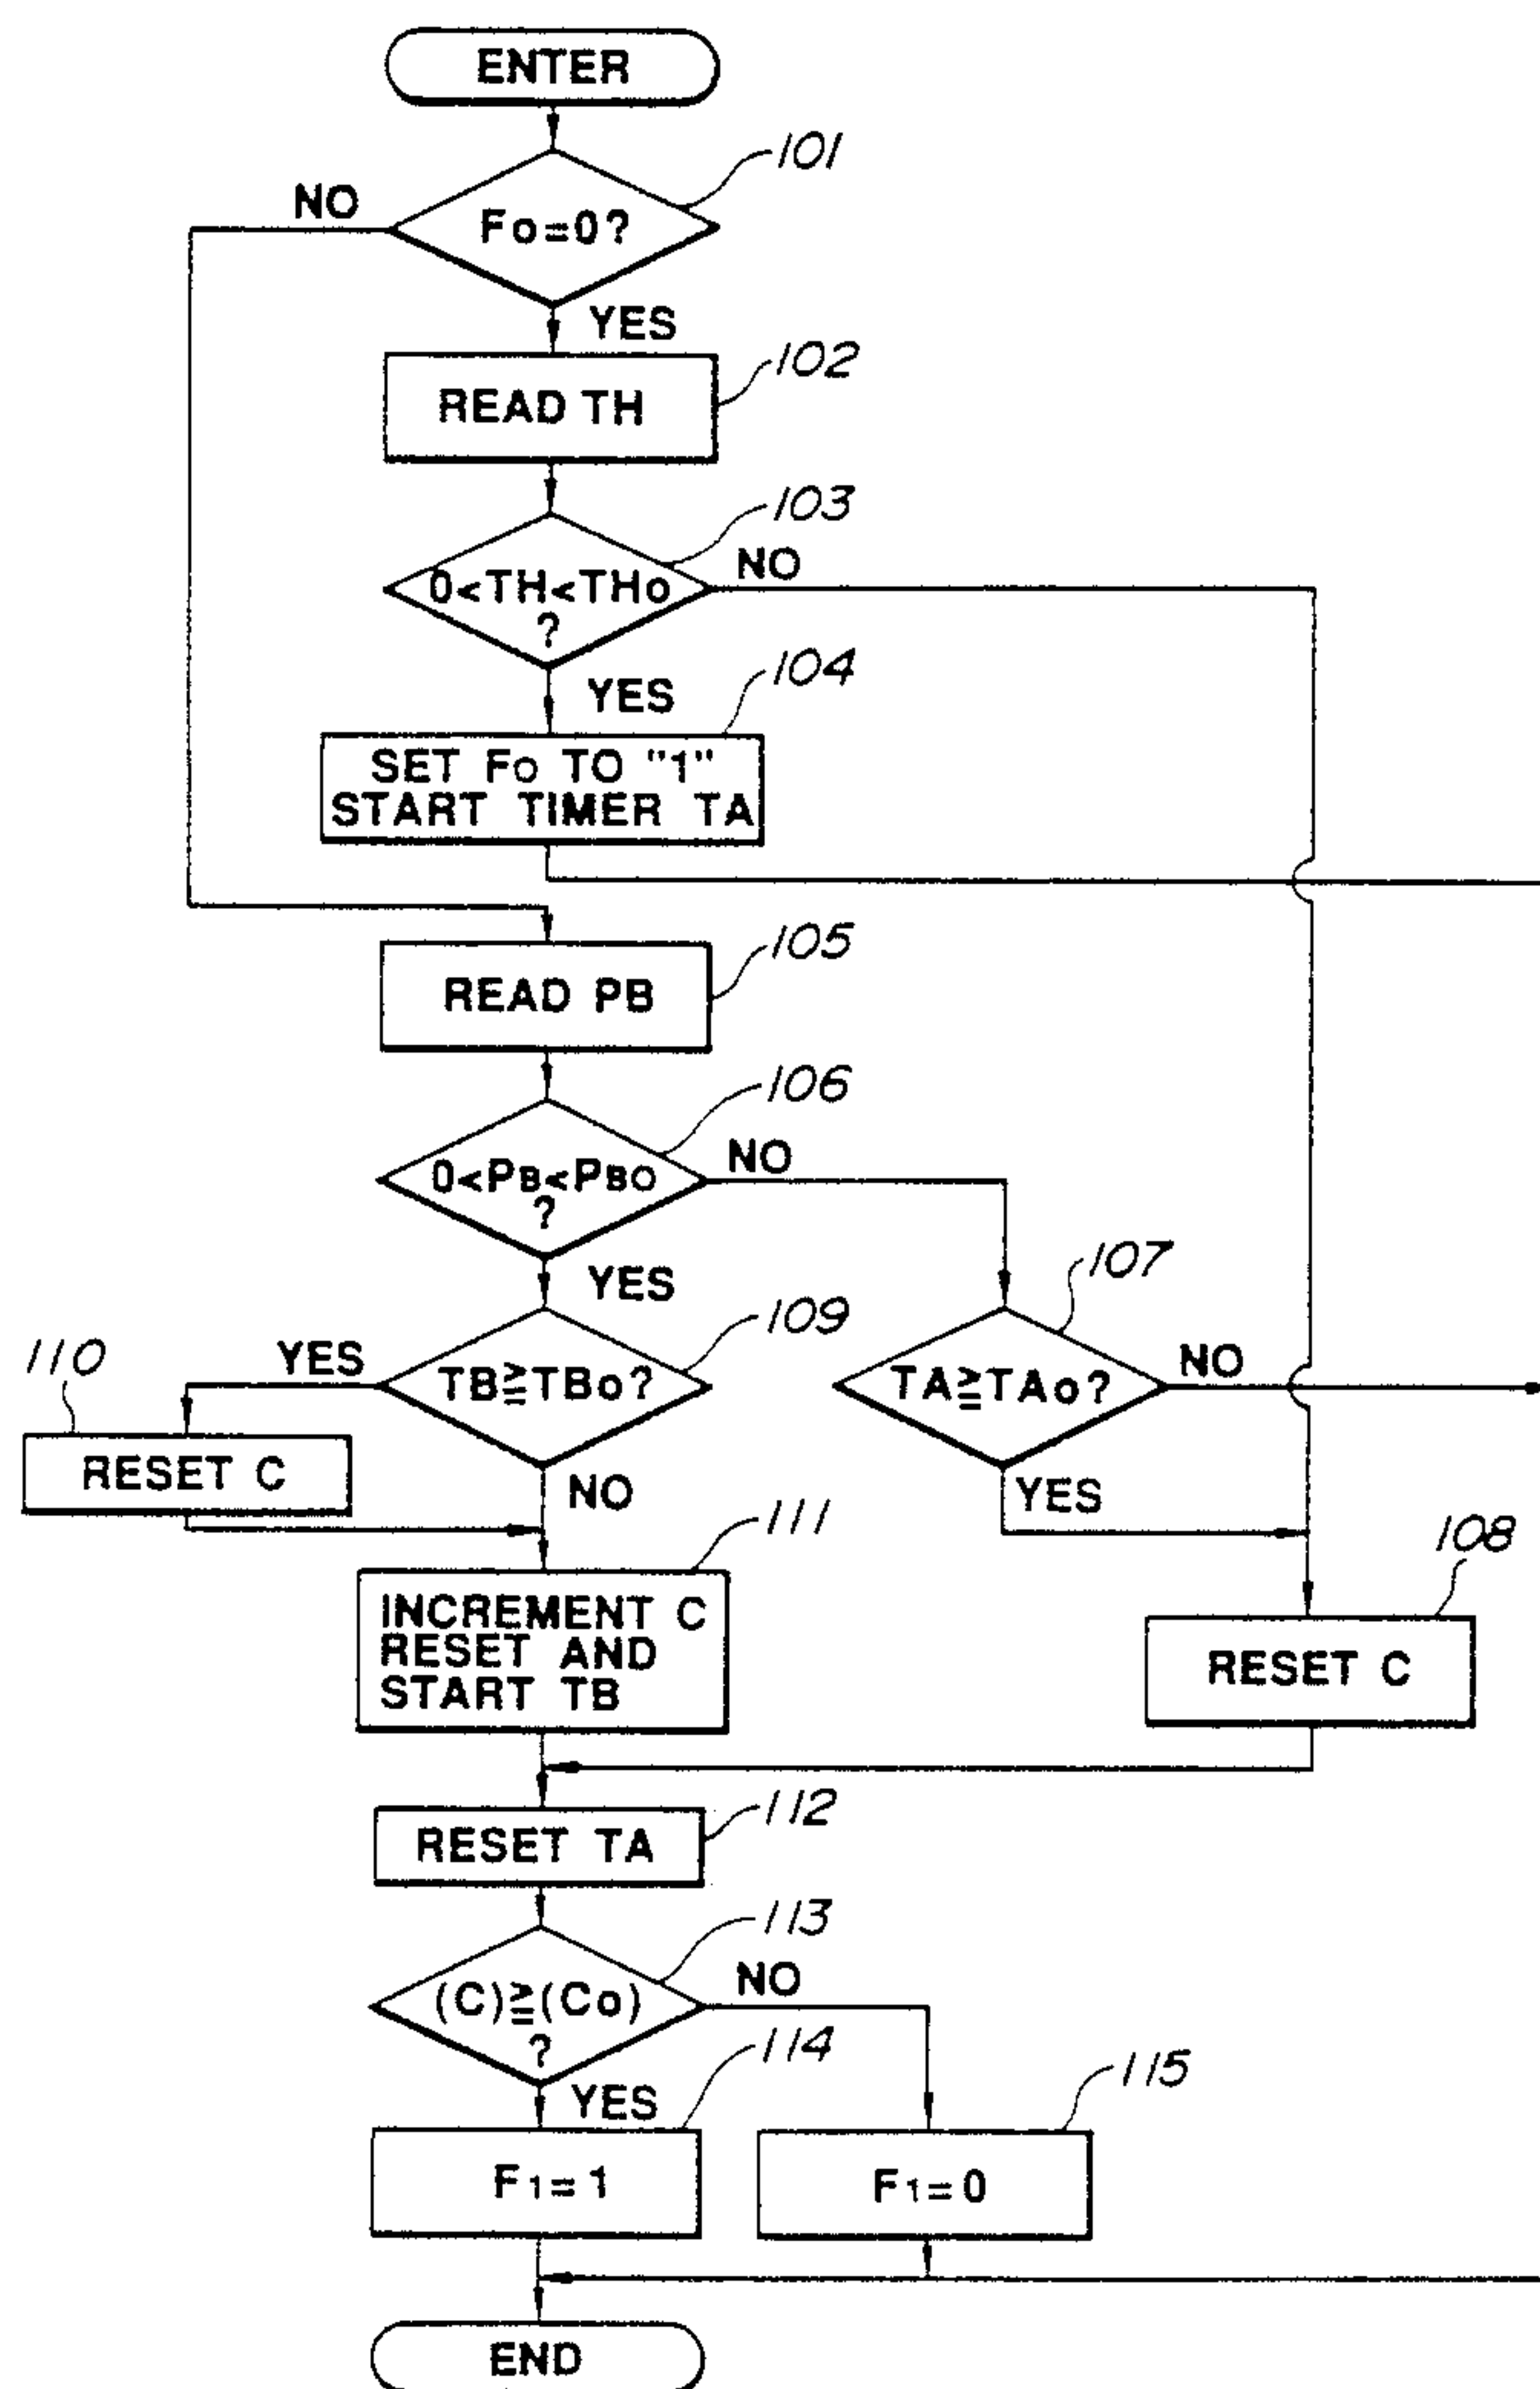 ENTER
101
NO
Fo=0?
YES
102
READ TH
103
NO
0<TH<THo
?
104
YES
SET Fo TO "1"
START TIMER TA
105
READ PB
106
NO
0<PB<PBO
?
107
YES
109
110
YES
TB≧TBo?
TA≧TAo?
NO
RESET C
NO
YES
111
108
INCREMENT C
RESET AND
START TB
RESET C
112
RESET TA
113
NO
(C)≧(Co)
?
114
115
YES
F1=1
F1=0
END